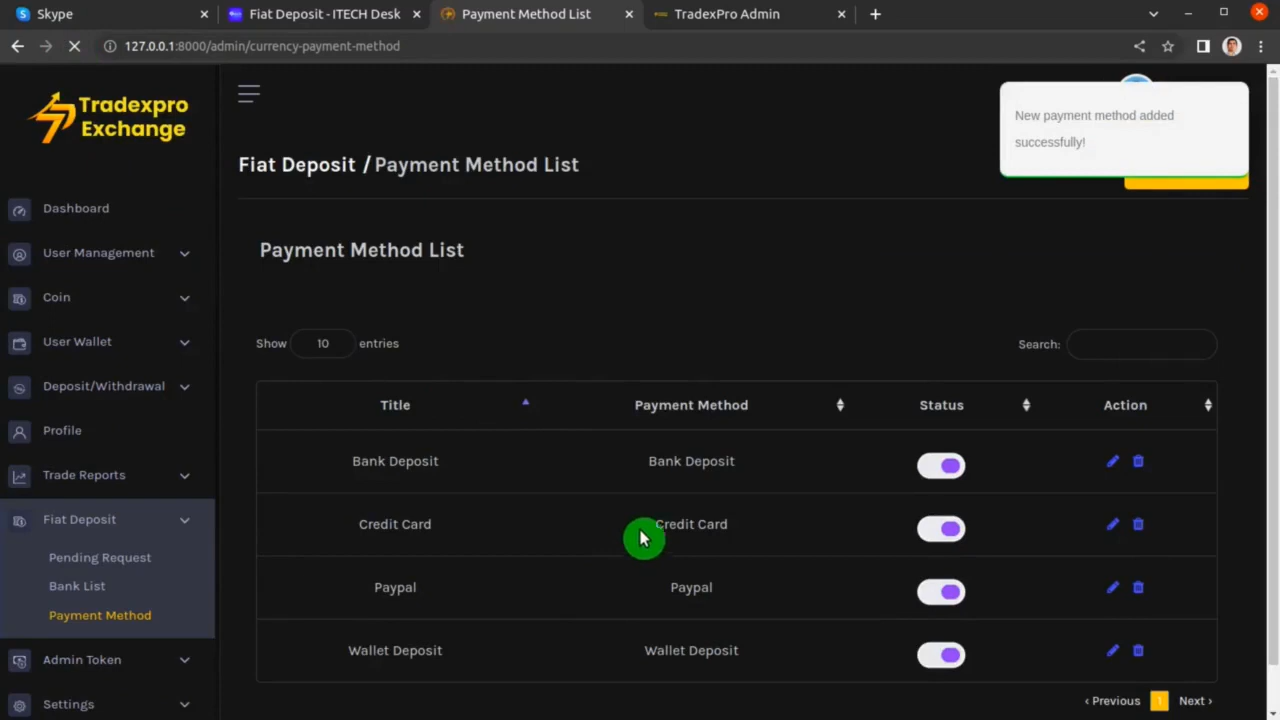 Skype
Fiat Deposit - ITECH Desk
Payment Method List
TradexPro Admin
127.0.0.1:8000/admin/currency-payment-method
Tradexpro
Exchange
New payment method added
successfully!
Fiat Deposit / Payment Method List
Dashboard
User Management
Coin
User Wallet
Deposit/Withdrawal
Profile
Trade Reports
Fiat Deposit
Pending Request
Bank List
Payment Method
Admin Token
Settings
Payment Method List
Show 10 entries
Search:
Title Payment Method Status Action
Bank Deposit Bank Deposit
Credit Card Credit Card
Paypal Paypal
Wallet Deposit Wallet Deposit
‹ Previous 1 Next ›